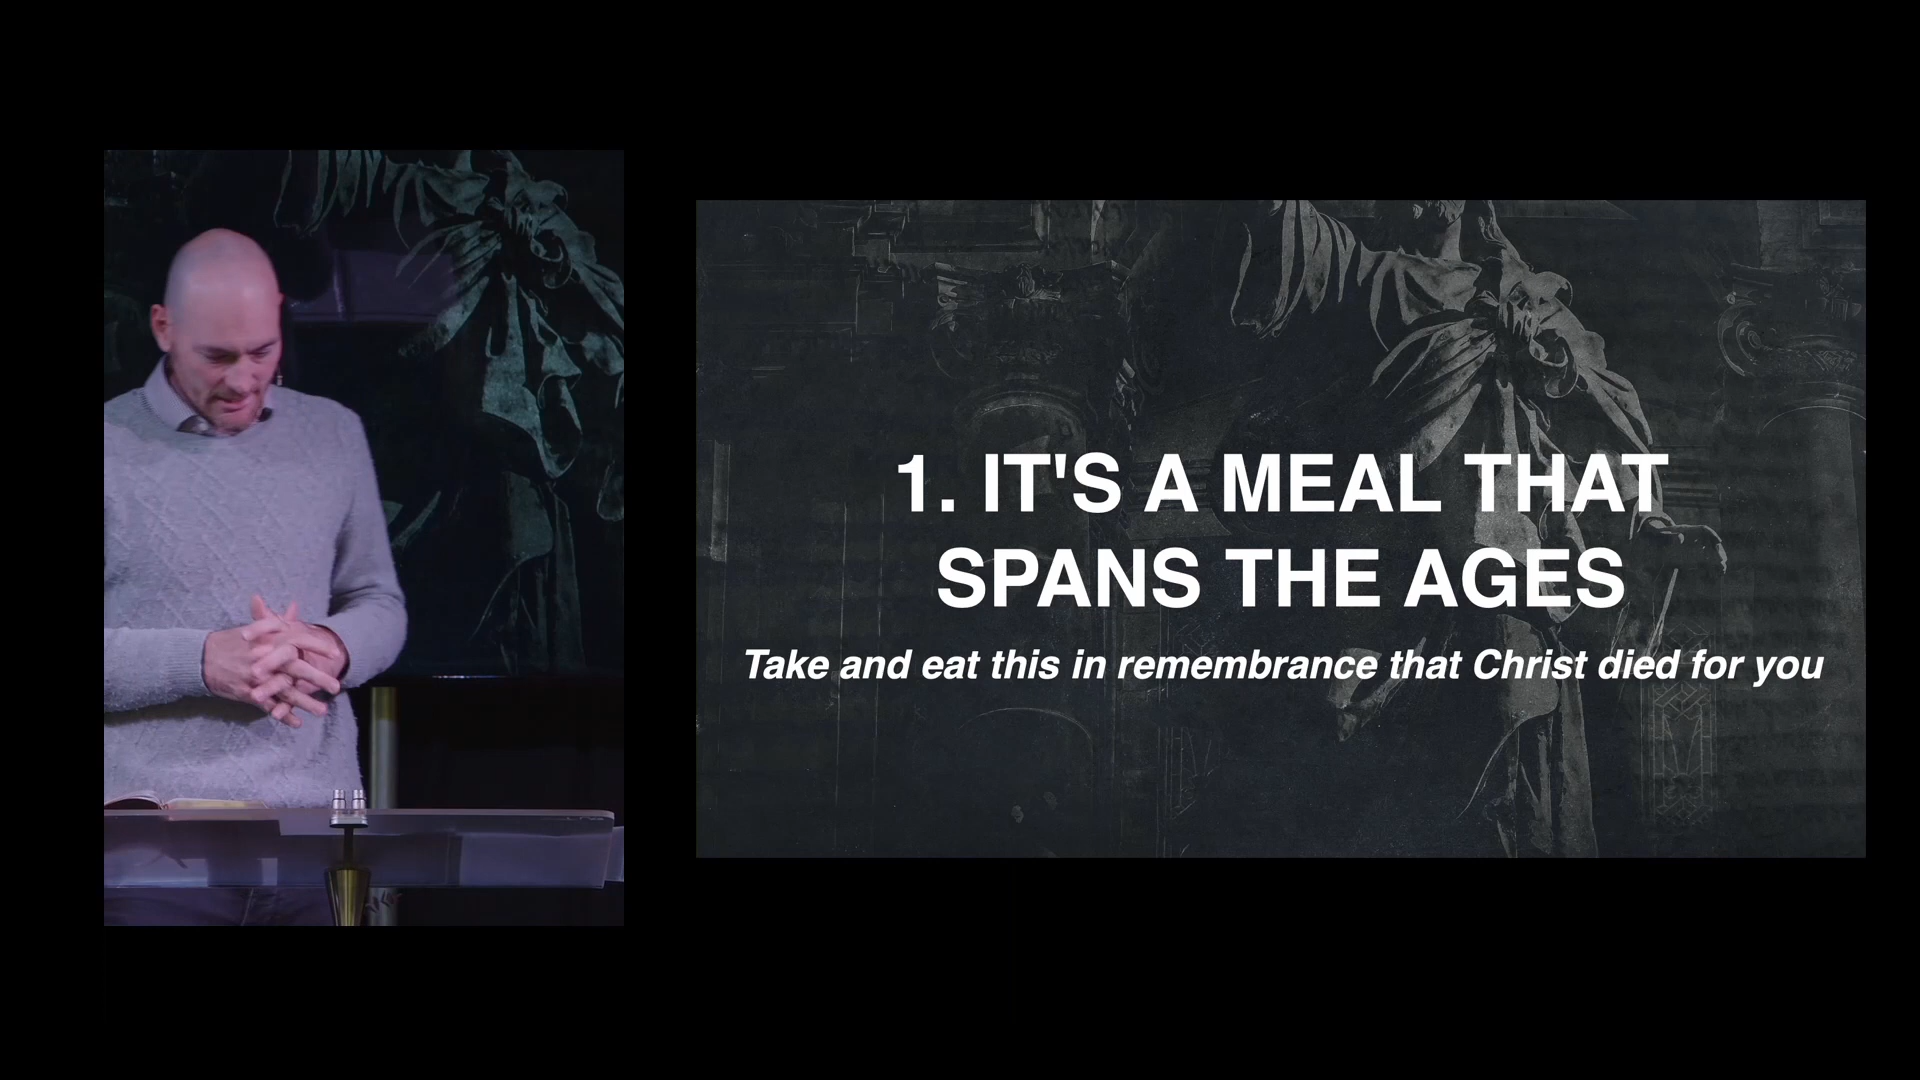 1. IT'S A MEAL THAT
SPANS THE AGES
Take and eat this in remembrance that Christ died for you